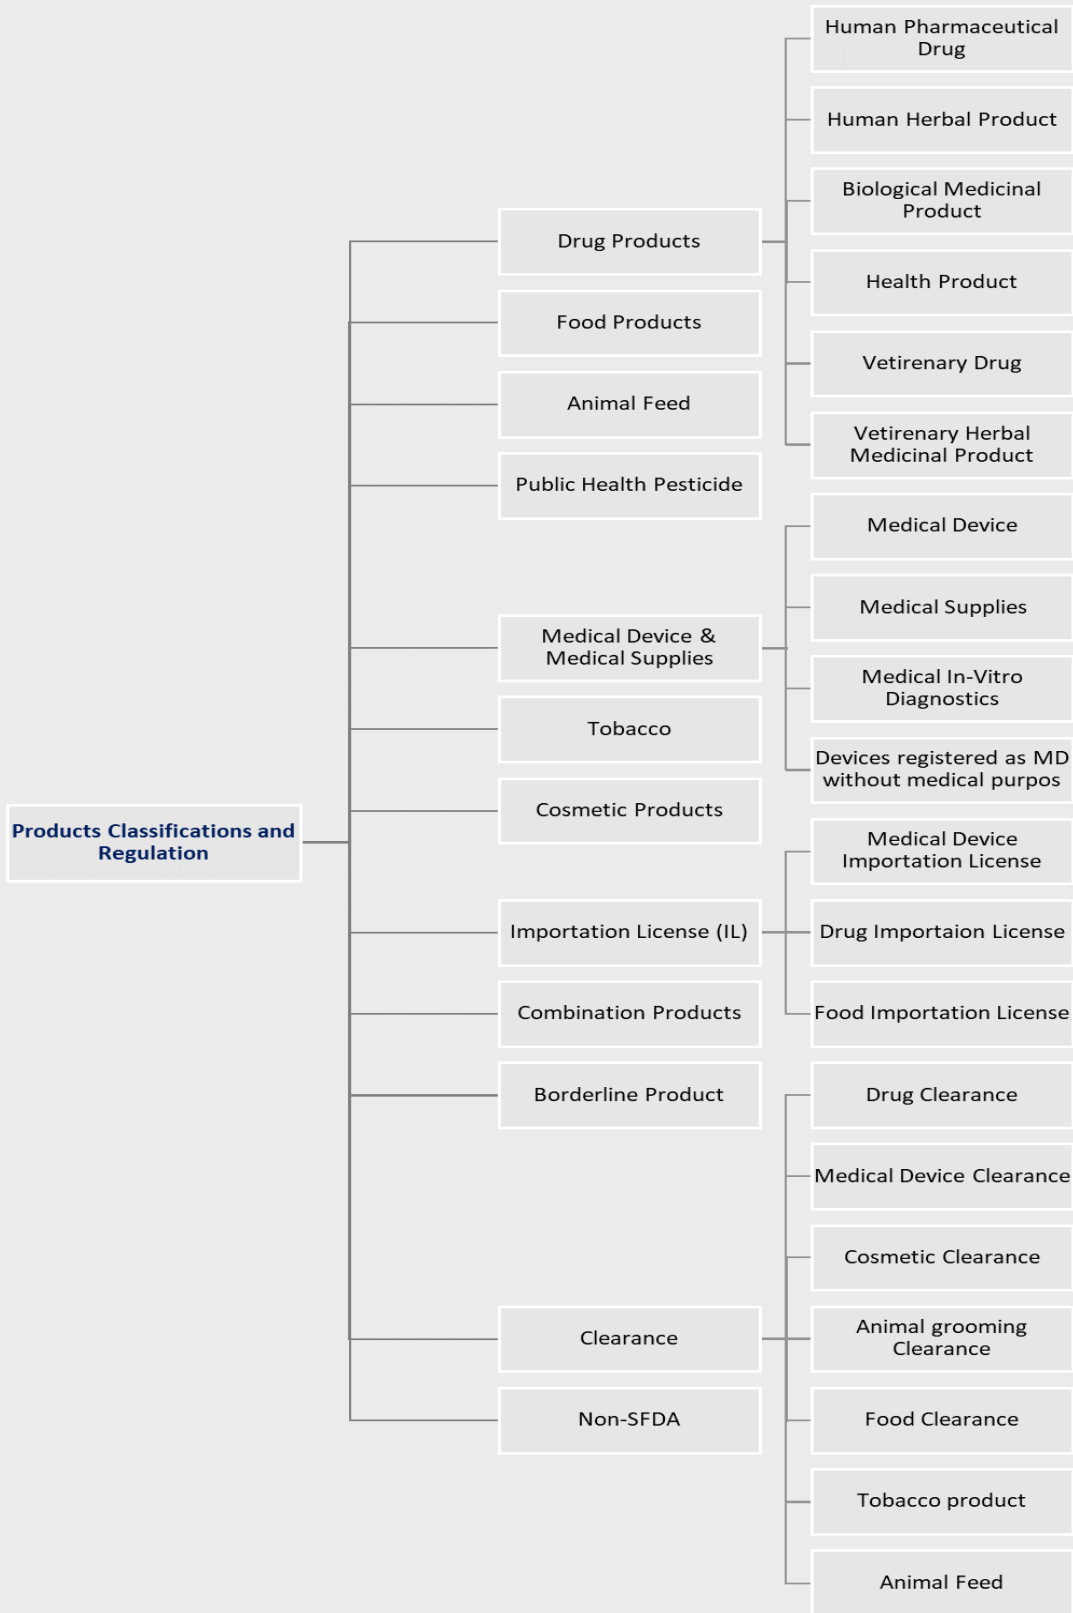 Products Classifications and
Regulation
Drug Products
Human Pharmaceutical
Drug
Human Herbal Product
Biological Medicinal
Product
Health Product
Vetirenary Drug
Vetirenary Herbal
Medicinal Product
Food Products
Animal Feed
Public Health Pesticide
Medical Device &
Medical Supplies
Medical Device
Medical Supplies
Medical In-Vitro
Diagnostics
Devices registered as MD
without medical purpos
Tobacco
Cosmetic Products
Importation License (IL)
Medical Device
Importation License
Drug Importaion License
Food Importation License
Combination Products
Borderline Product
Clearance
Drug Clearance
Medical Device Clearance
Cosmetic Clearance
Animal grooming
Clearance
Food Clearance
Tobacco product
Animal Feed
Non-SFDA